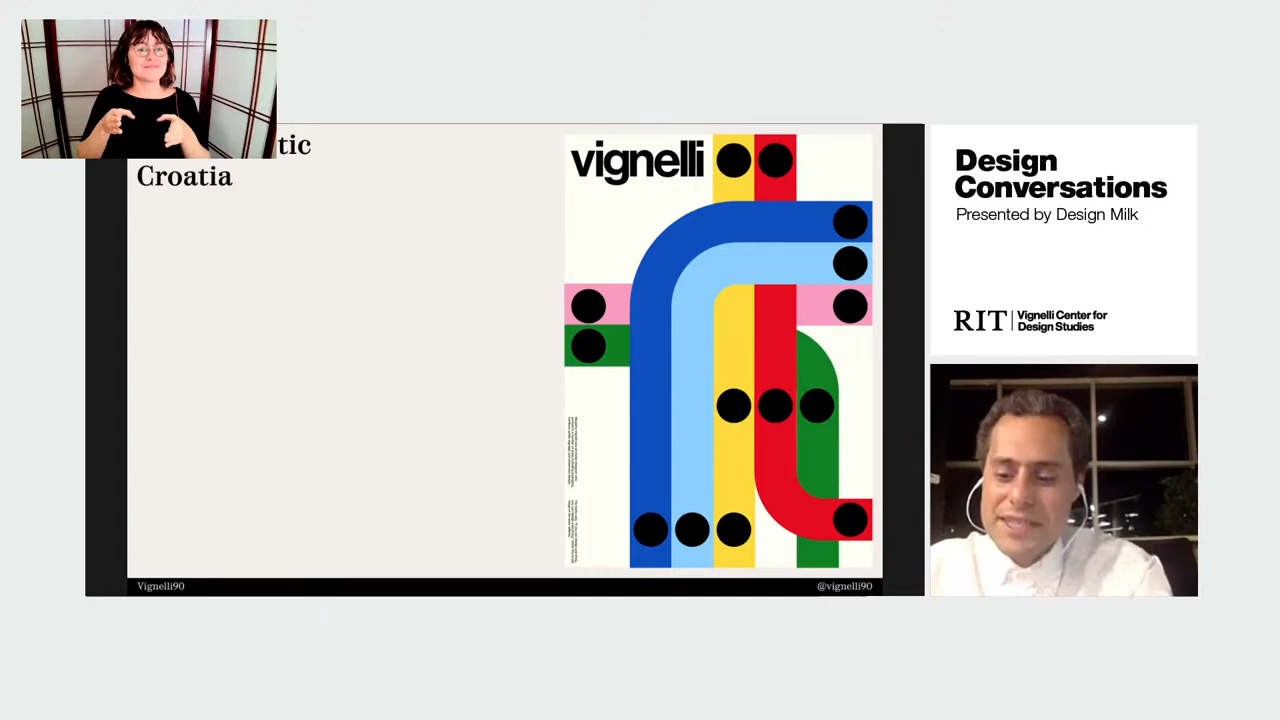 tic
Croatia
vignelli
Vignelli90
@vignelli90
Design
Conversations
Presented by Design Milk
RIT
Vignelli Center for
Design Studies